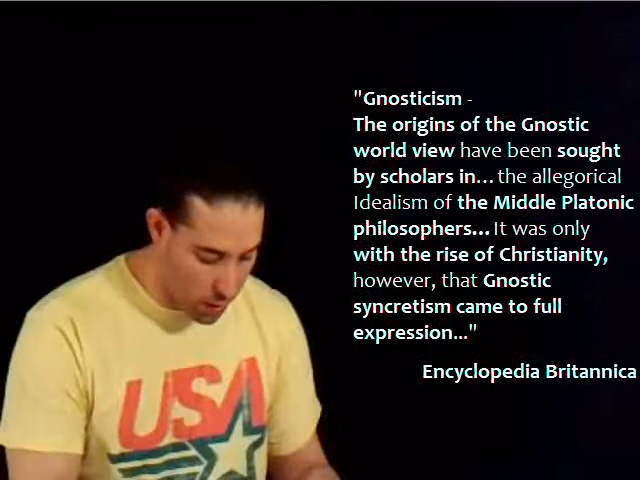 "Gnosticism -
The origins of the Gnostic
world view have been sought
by scholars in...the allegorical
Idealism of the Middle Platonic
philosophers...It was only
with the rise of Christianity,
however, that Gnostic
syncretism came to full
expression..."
Encyclopedia Britannica
USA